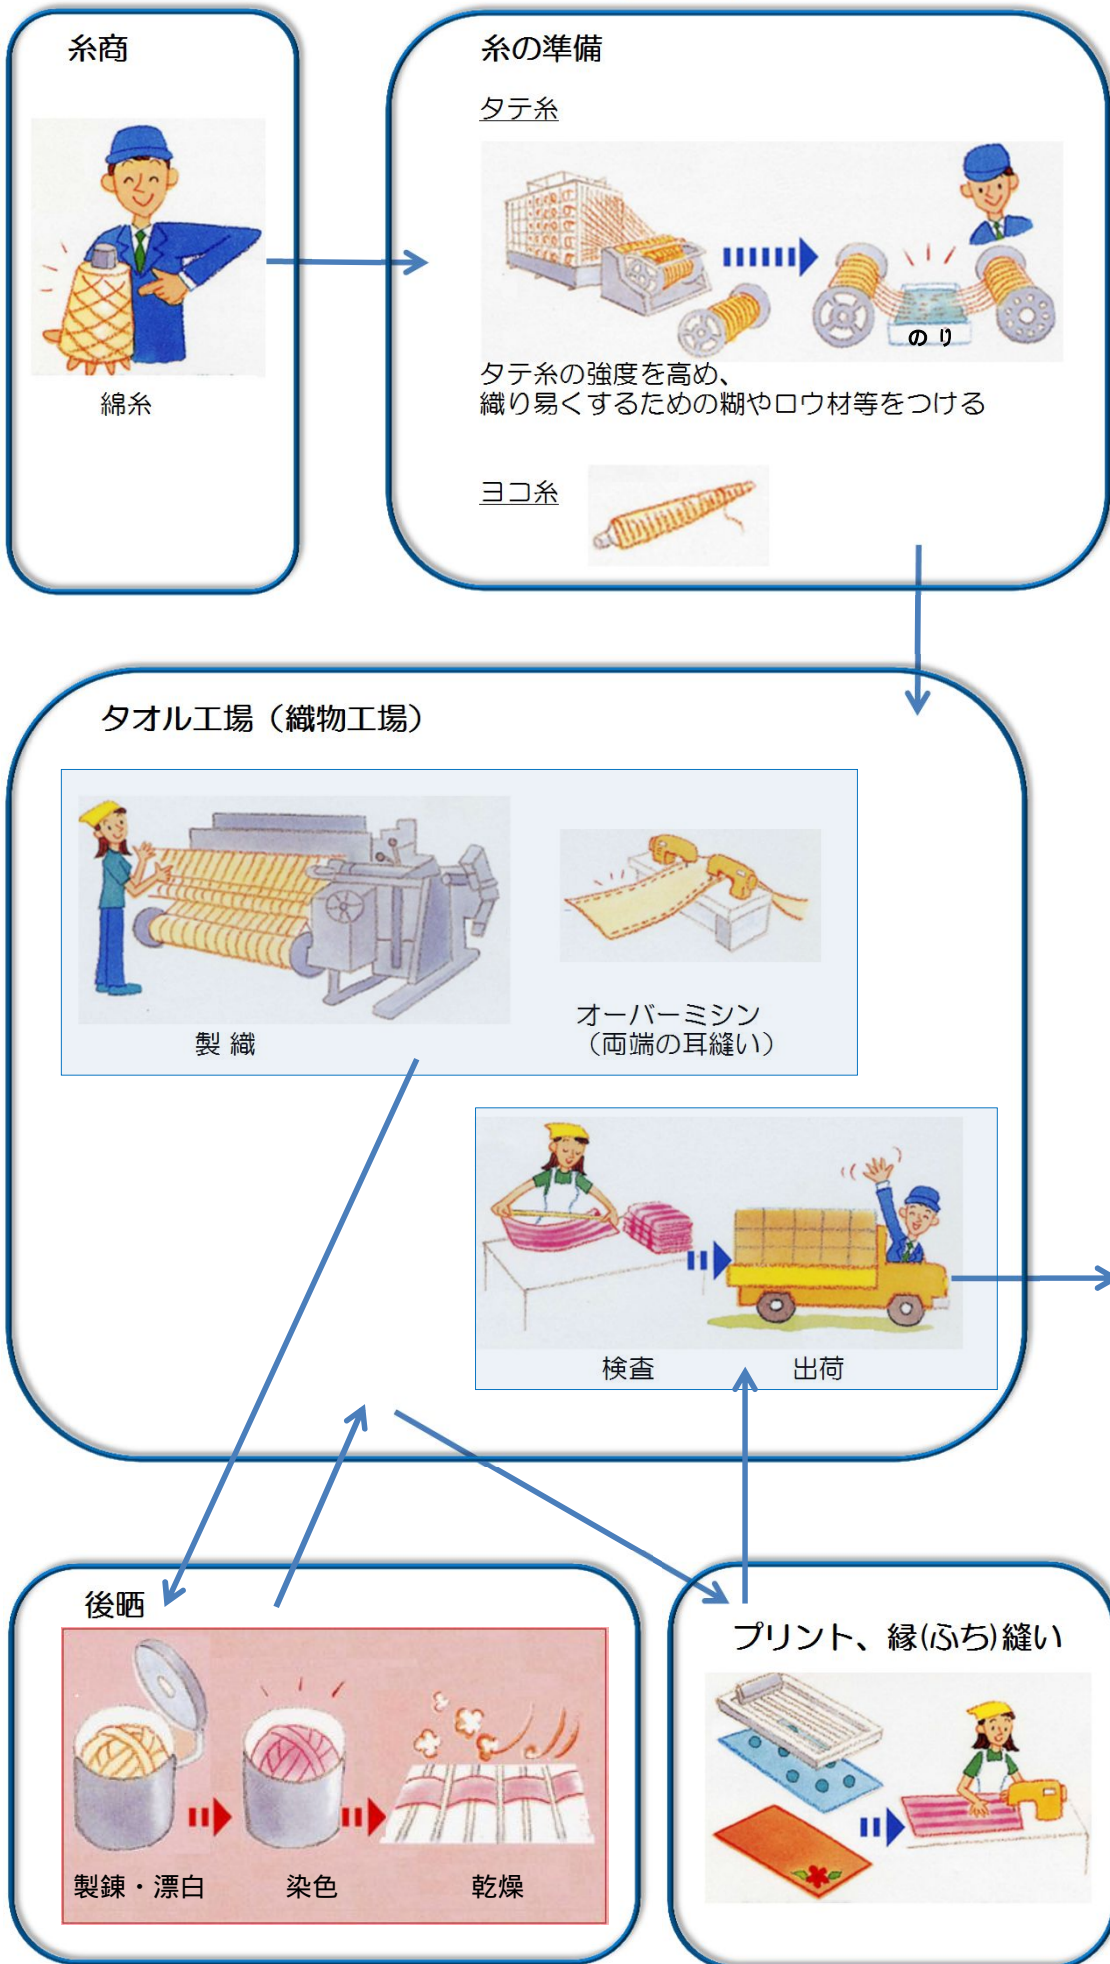 糸商
綿糸
糸の準備
タテ糸
のり
タテ糸の強度を高め、
織り易くするための糊やロウ材等をつける
ヨコ糸
タオル工場（織物工場）
製 織
オーバーミシン
（両端の耳縫い）
検査
出荷
後晒
製錬・漂白
染色
乾燥
プリント、縁(ふち)縫い